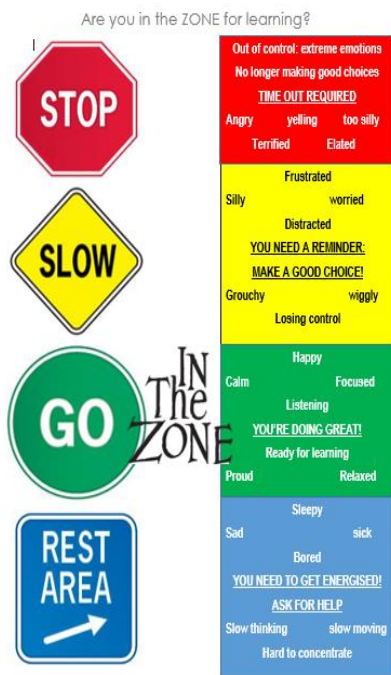 Are you in the ZONE for learning?
STOP
Out of control: extreme emotions
No longer making good choices
TIME OUT REQUIRED
Angry yelling too silly
Terrified Elated
SLOW
Frustrated
Silly worried
Distracted
YOU NEED A REMINDER:
MAKE A GOOD CHOICE!
Grouchy wiggly
Losing control
GO
IN
The
ZONE
Happy
Calm Focused
Listening
YOU'RE DOING GREAT!
Ready for learning
Proud Relaxed
REST
AREA
Sleepy
Sad sick
Bored
YOU NEED TO GET ENERGISED!
ASK FOR HELP
Slow thinking slow moving
Hard to concentrate